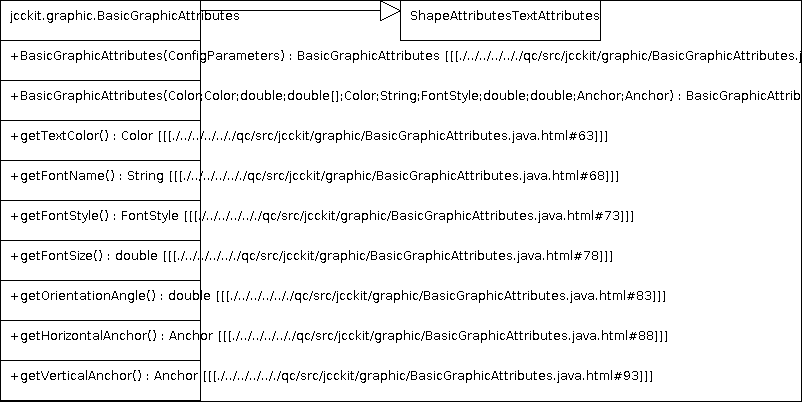 jcckit.graphic.BasicGraphicAttributes
ShapeAttributesTextAttributes
+BasicGraphicAttributes(ConfigParameters) : BasicGraphicAttributes [[[./../../../../qc/src/jcckit/graphic/BasicGraphicAttributes.j
+BasicGraphicAttributes(Color;Color;double;double[];Color;String;FontStyle;double;double;Anchor;Anchor) : BasicGraphicAttrib
+getTextColor() : Color [[[./../../../../qc/src/jcckit/graphic/BasicGraphicAttributes.java.html#63]]]
+getFontName() : String [[[./../../../../qc/src/jcckit/graphic/BasicGraphicAttributes.java.html#68]]]
+getFontStyle() : FontStyle [[[./../../../../qc/src/jcckit/graphic/BasicGraphicAttributes.java.html#73]]]
+getFontSize() : double [[[./../../../../qc/src/jcckit/graphic/BasicGraphicAttributes.java.html#78]]]
+getOrientationAngle() : double [[[./../../../../qc/src/jcckit/graphic/BasicGraphicAttributes.java.html#83]]]
+getHorizontalAnchor() : Anchor [[[./../../../../qc/src/jcckit/graphic/BasicGraphicAttributes.java.html#88]]]
+getVerticalAnchor() : Anchor [[[./../../../../qc/src/jcckit/graphic/BasicGraphicAttributes.java.html#93]]]